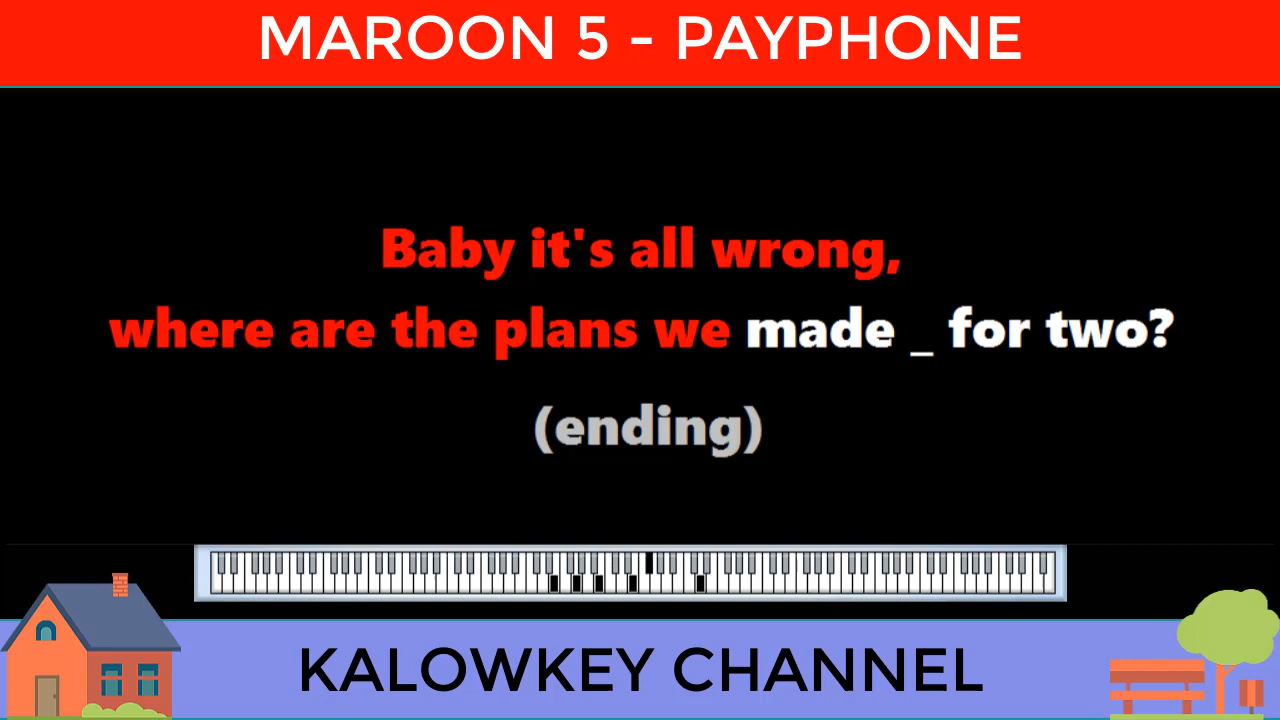 MAROON 5 - PAYPHONE
Baby it's all wrong,
where are the plans we made _ for two?
(ending)
KALOWKEY CHANNEL